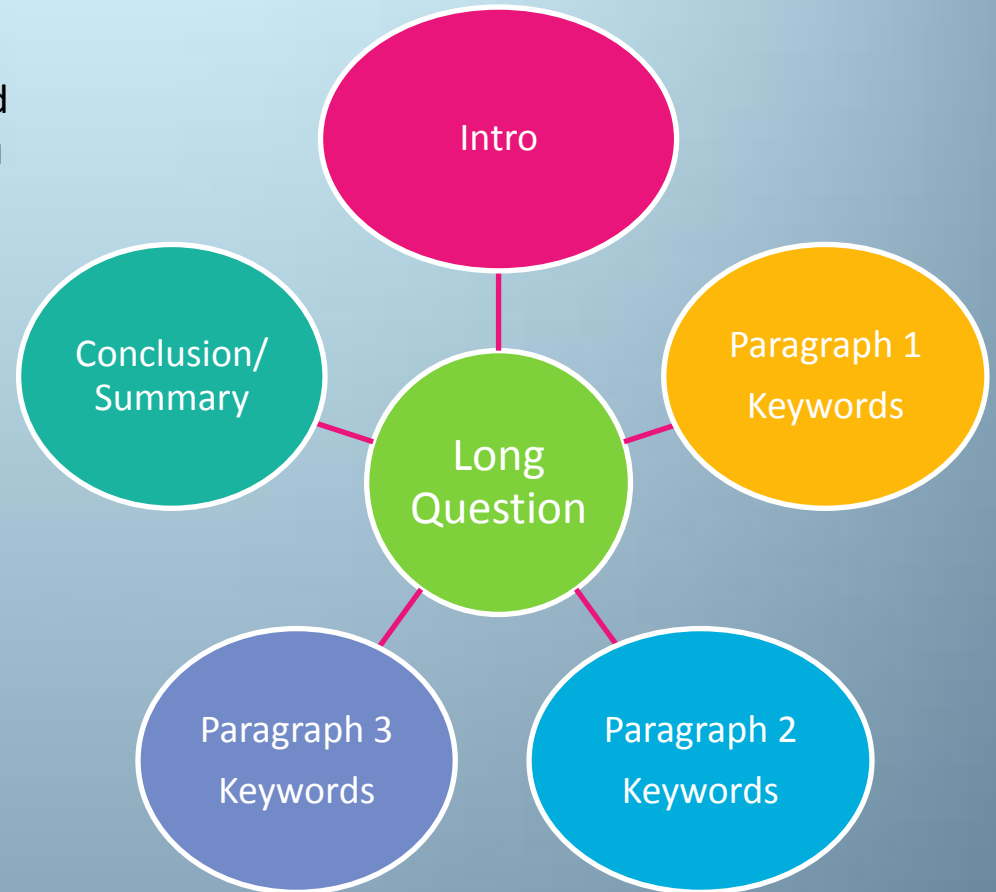 Intro
Paragraph 1
Keywords
Paragraph 2
Keywords
Paragraph 3
Keywords
Conclusion/
Summary
Long
Question